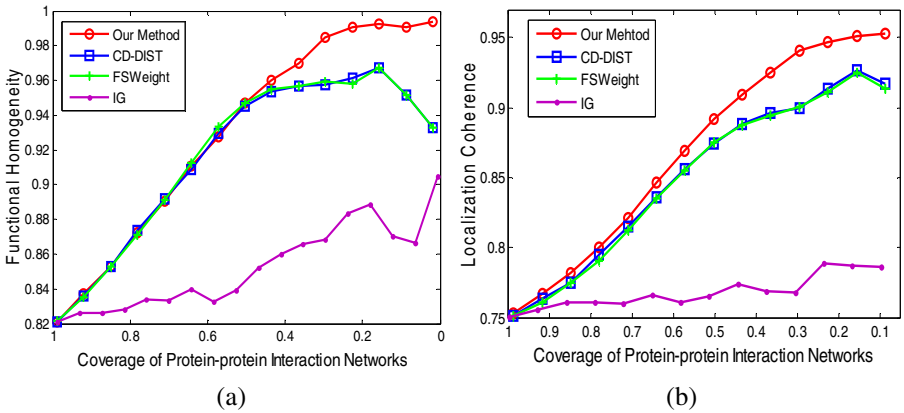 1
0.98
0.96
0.94
0.92
0.9
0.88
0.86
0.84
0.82
Functional Homogeneity
Our Mehtod
CD-DIST
FSWeight
IG
1 0.8 0.6 0.4 0.2 0
Coverage of Protein-protein Interaction Networks
(a)
0.95
0.9
0.85
0.8
0.75
Localization Coherence
Our Method
CD-DIST
FSWeight
IG
1 0.9 0.8 0.7 0.6 0.5 0.4 0.3 0.2 0.1
Coverage of Protein-protein Interaction Networks
(b)